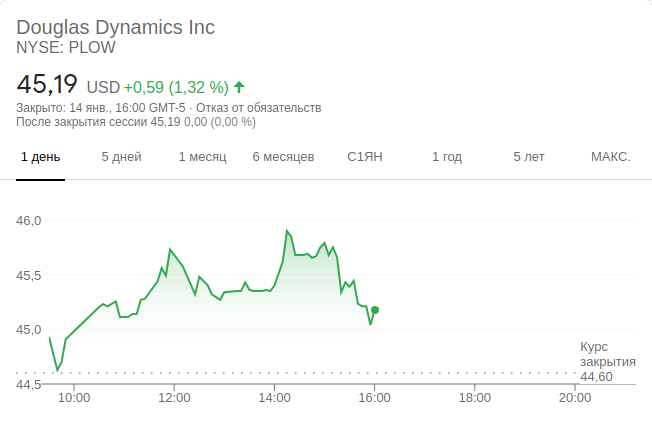 Douglas Dynamics Inc
NYSE: PLOW
45,19 USD +0,59 (1,32 %)
Закрыто: 14 янв., 16:00 GMT-5 · Отказ от обязательств
После закрытия сессии 45,19 0,00 (0,00 %)
1 день 5 дней 1 месяц 6 месяцев С1ЯН 1 год 5 лет МАКС.
46,0
45,5
45,0
Курс
закрытия
44,60
44,5
10:00 12:00 14:00 16:00 18:00 20:00